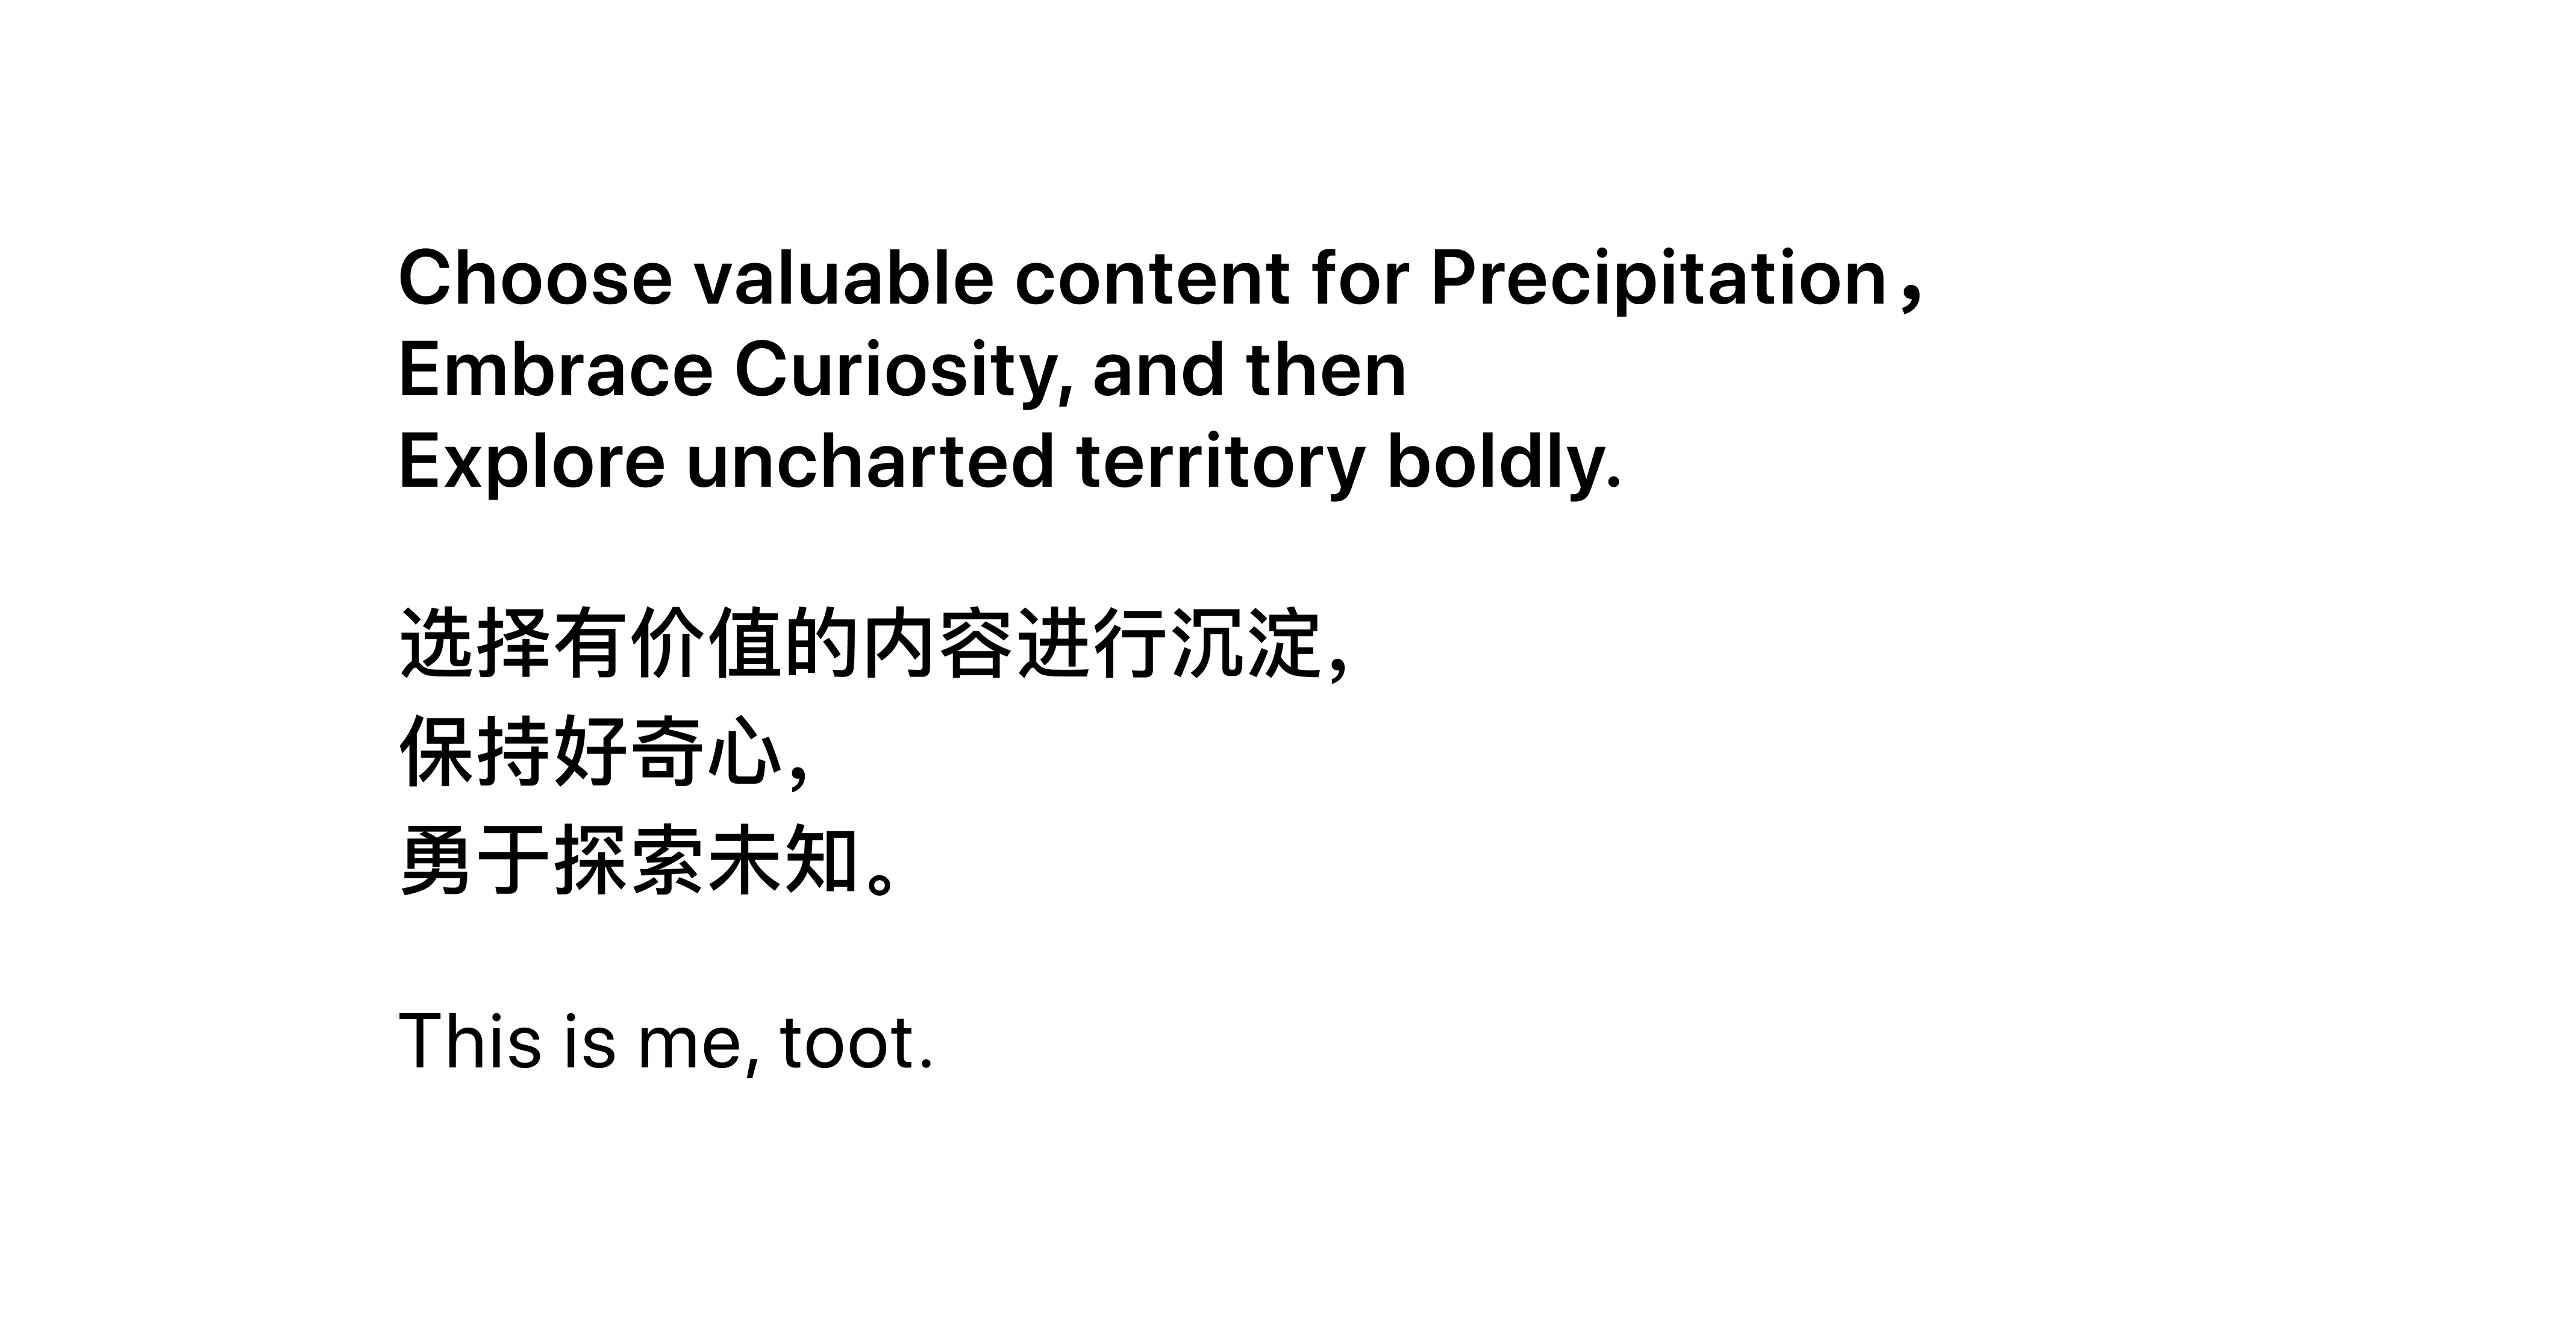 Choose valuable content for Precipitation，
Embrace Curiosity, and then
Explore uncharted territory boldly.
选择有价值的内容进行沉淀，
保持好奇心，
勇于探索未知。
This is me, toot.